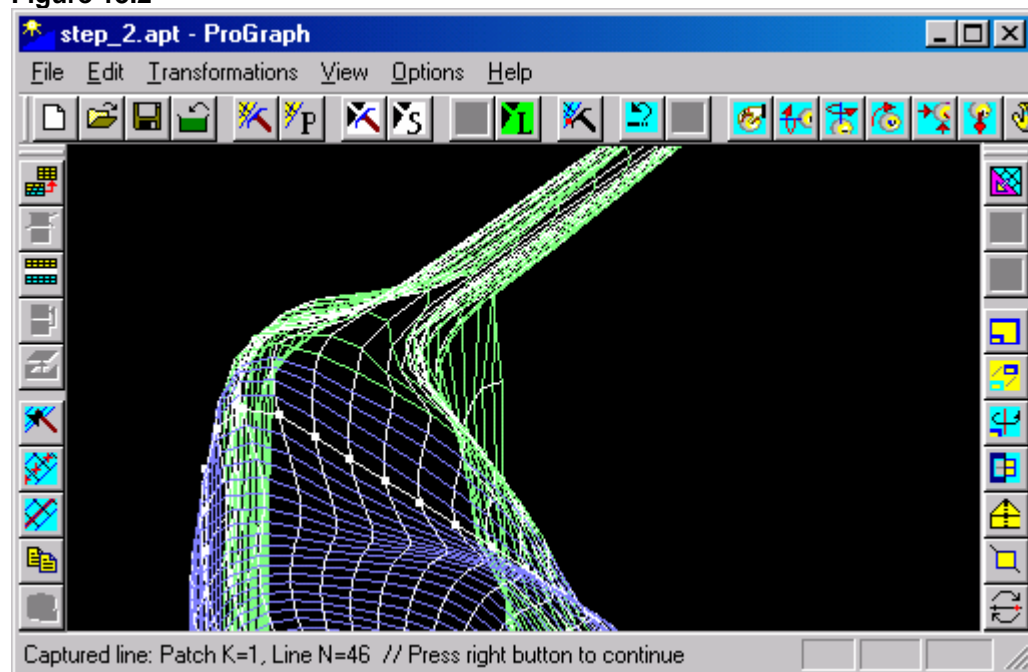 step_2.apt - ProGraph
File Edit Transformations View Options Help
P S L
Captured line: Patch K=1, Line N=46 // Press right button to continue